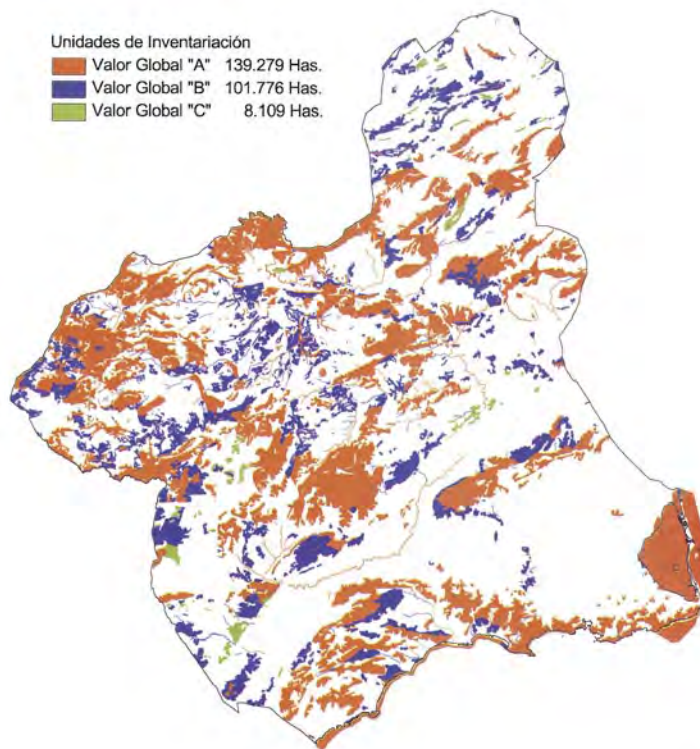 Unidades de Inventariación
Valor Global "A" 139.279 Has.
Valor Global "B" 101.776 Has.
Valor Global "C" 8.109 Has.